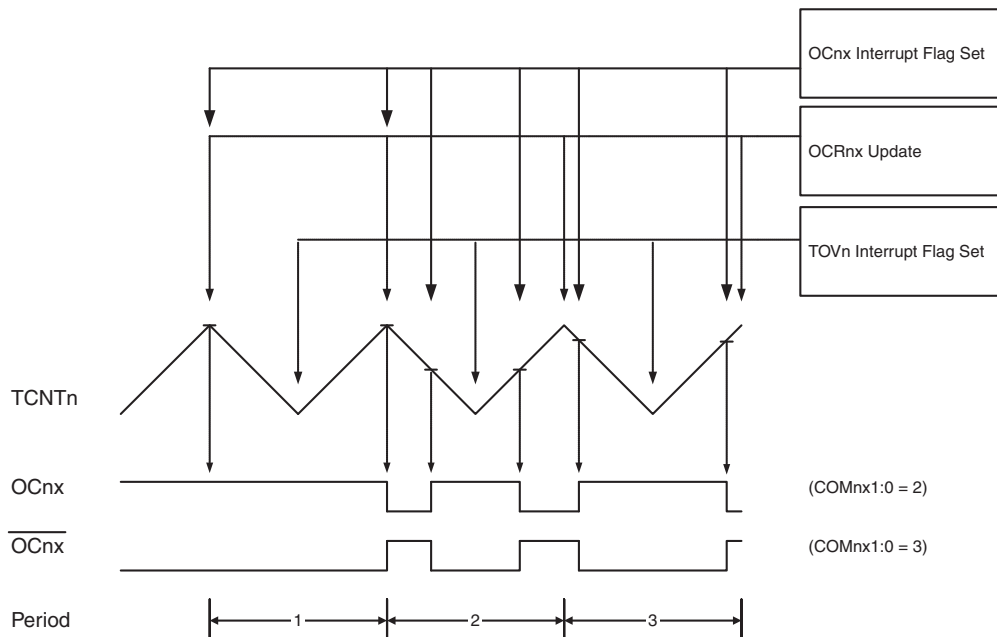 OCnx Interrupt Flag Set
OCRnx Update
TOVn Interrupt Flag Set
TCNTn
OCnx
(COMnx1:0 = 2)
OCnx
(COMnx1:0 = 3)
Period
1
2
3